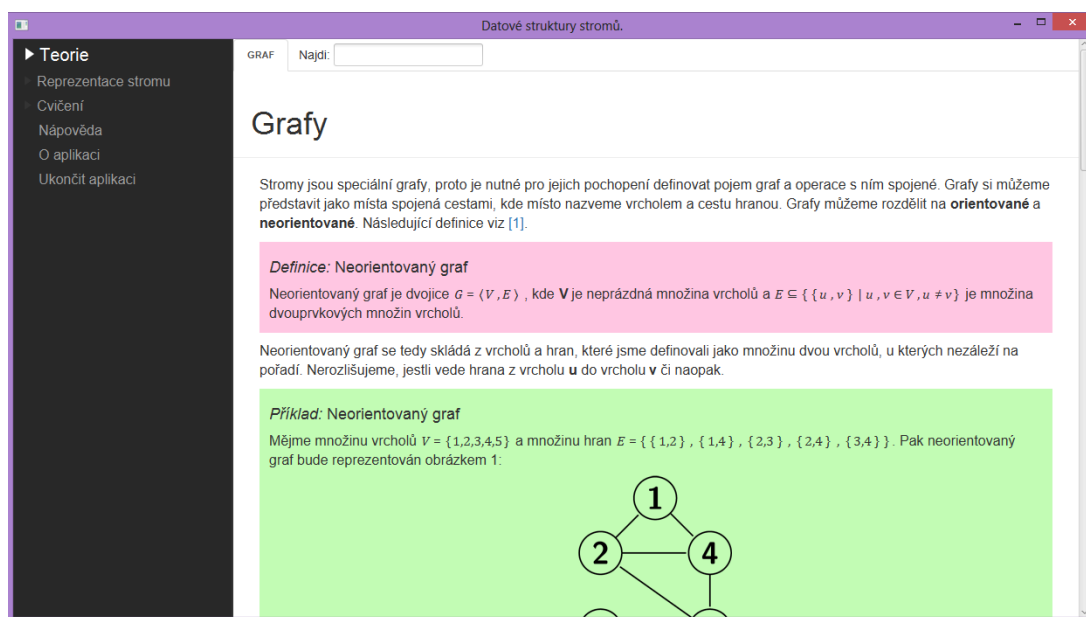 Datové struktury stromů.
Teorie
Reprezentace stromu
Cvičení
Nápověda
O aplikaci
Ukončit aplikaci
GRAF Najdi:
Grafy
Stromy jsou speciální grafy, proto je nutné pro jejich pochopení definovat pojem graf a operace s ním spojené. Grafy si můžeme
představit jako místa spojená cestami, kde místo nazveme vrcholem a cestu hranou. Grafy můžeme rozdělit na orientované a
neorientované. Následující definice viz [1].
Definice: Neorientovaný graf
Neorientovaný graf je dvojice G = ⟨V, E⟩ , kde V je neprázdná množina vrcholů a E ⊆ { { u , v } | u , v ∈ V , u ≠ v} je množina
dvouprvkových množin vrcholů.
Neorientovaný graf se tedy skládá z vrcholů a hran, které jsme definovali jako množinu dvou vrcholů, u kterých nezáleží na
pořadí. Nerozlišujeme, jestli vede hrana z vrcholu u do vrcholu v či naopak.
Příklad: Neorientovaný graf
Mějme množinu vrcholů V = {1,2,3,4,5} a množinu hran E = { { 1,2 } , { 1,4 } , { 2,3 } , { 2,4 } , { 3,4 } } . Pak neorientovaný
graf bude reprezentován obrázkem 1:
1
2 4